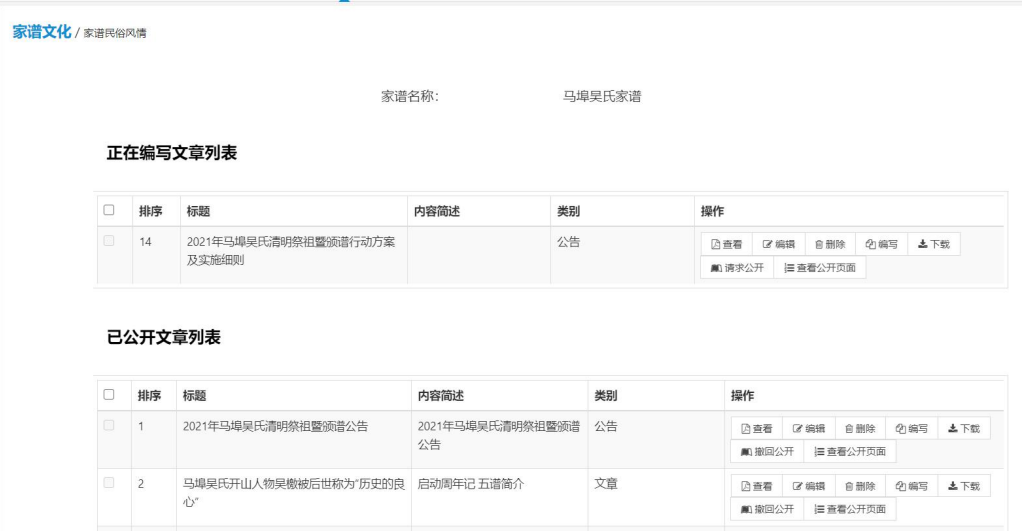 家谱文化 / 家谱民俗风情
家谱名称： 马埠吴氏家谱
正在编写文章列表
排序 标题 内容简述 类别 操作
14 2021年马埠吴氏清明祭祖暨颁谱行动方案 公告 查看 编辑 删除 编写 下载
及实施细则
请求公开 查看公开页面
已公开文章列表
排序 标题 内容简述 类别 操作
1 2021年马埠吴氏清明祭祖暨颁谱公告 2021年马埠吴氏清明祭祖暨颁谱 公告 查看 编辑 删除 编写 下载
公告
撤回公开 查看公开页面
2 马埠吴氏开山人物吴檄被后世称为“历史的良 启动周年记 五谱简介 文章 查看 编辑 删除 编写 下载
心”
撤回公开 查看公开页面